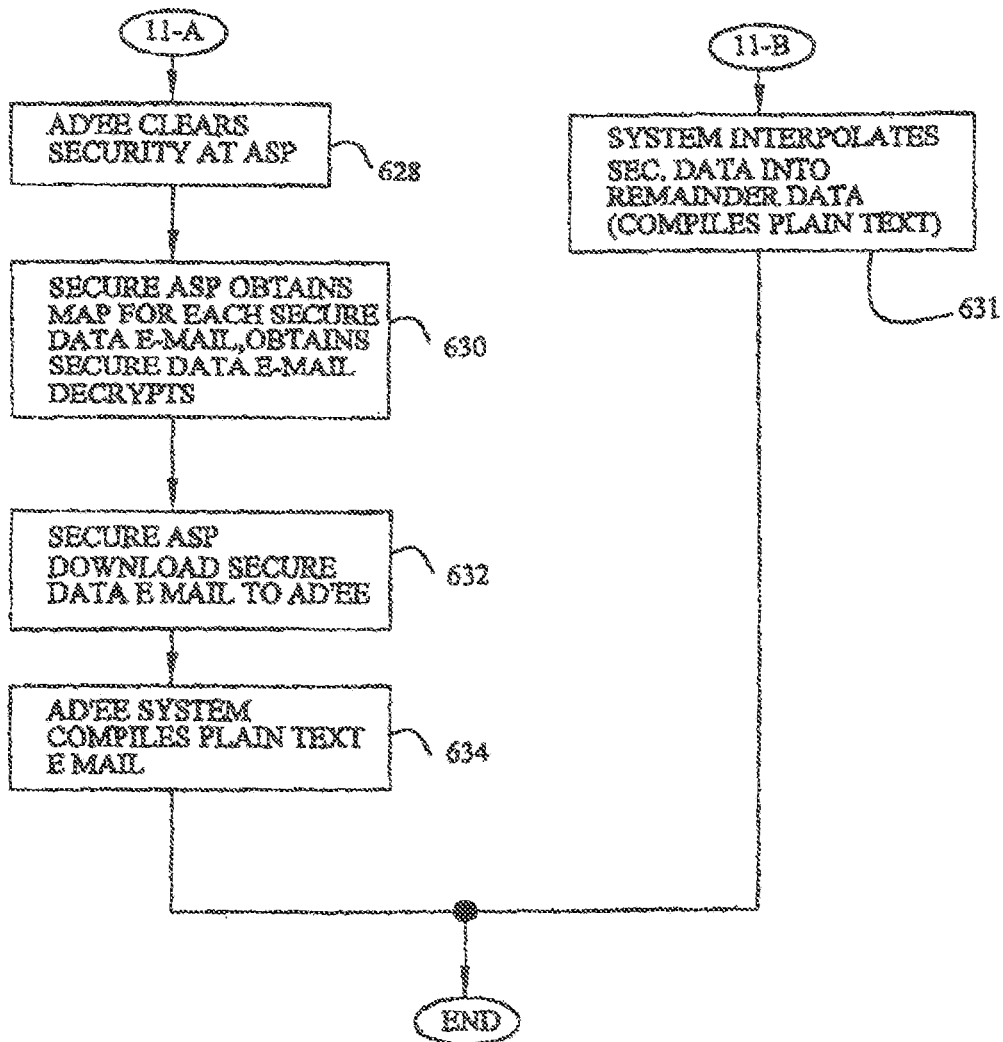 11-A
AD'EE CLEARS
SECURITY AT ASP
628
SECURE ASP OBTAINS
MAP FOR EACH SECURE
DATA E-MAIL,OBTAINS
SECURE DATA E-MAIL
DECRYPTS
630
SECURE ASP
DOWNLOAD SECURE
DATA E MAIL TO AD'EE
632
AD'EE SYSTEM
COMPILES PLAIN TEXT
E MAIL
634
11-B
SYSTEM INTERPOLATES
SEC. DATA INTO
REMAINDER DATA
(COMPILES PLAIN TEXT)
631
END